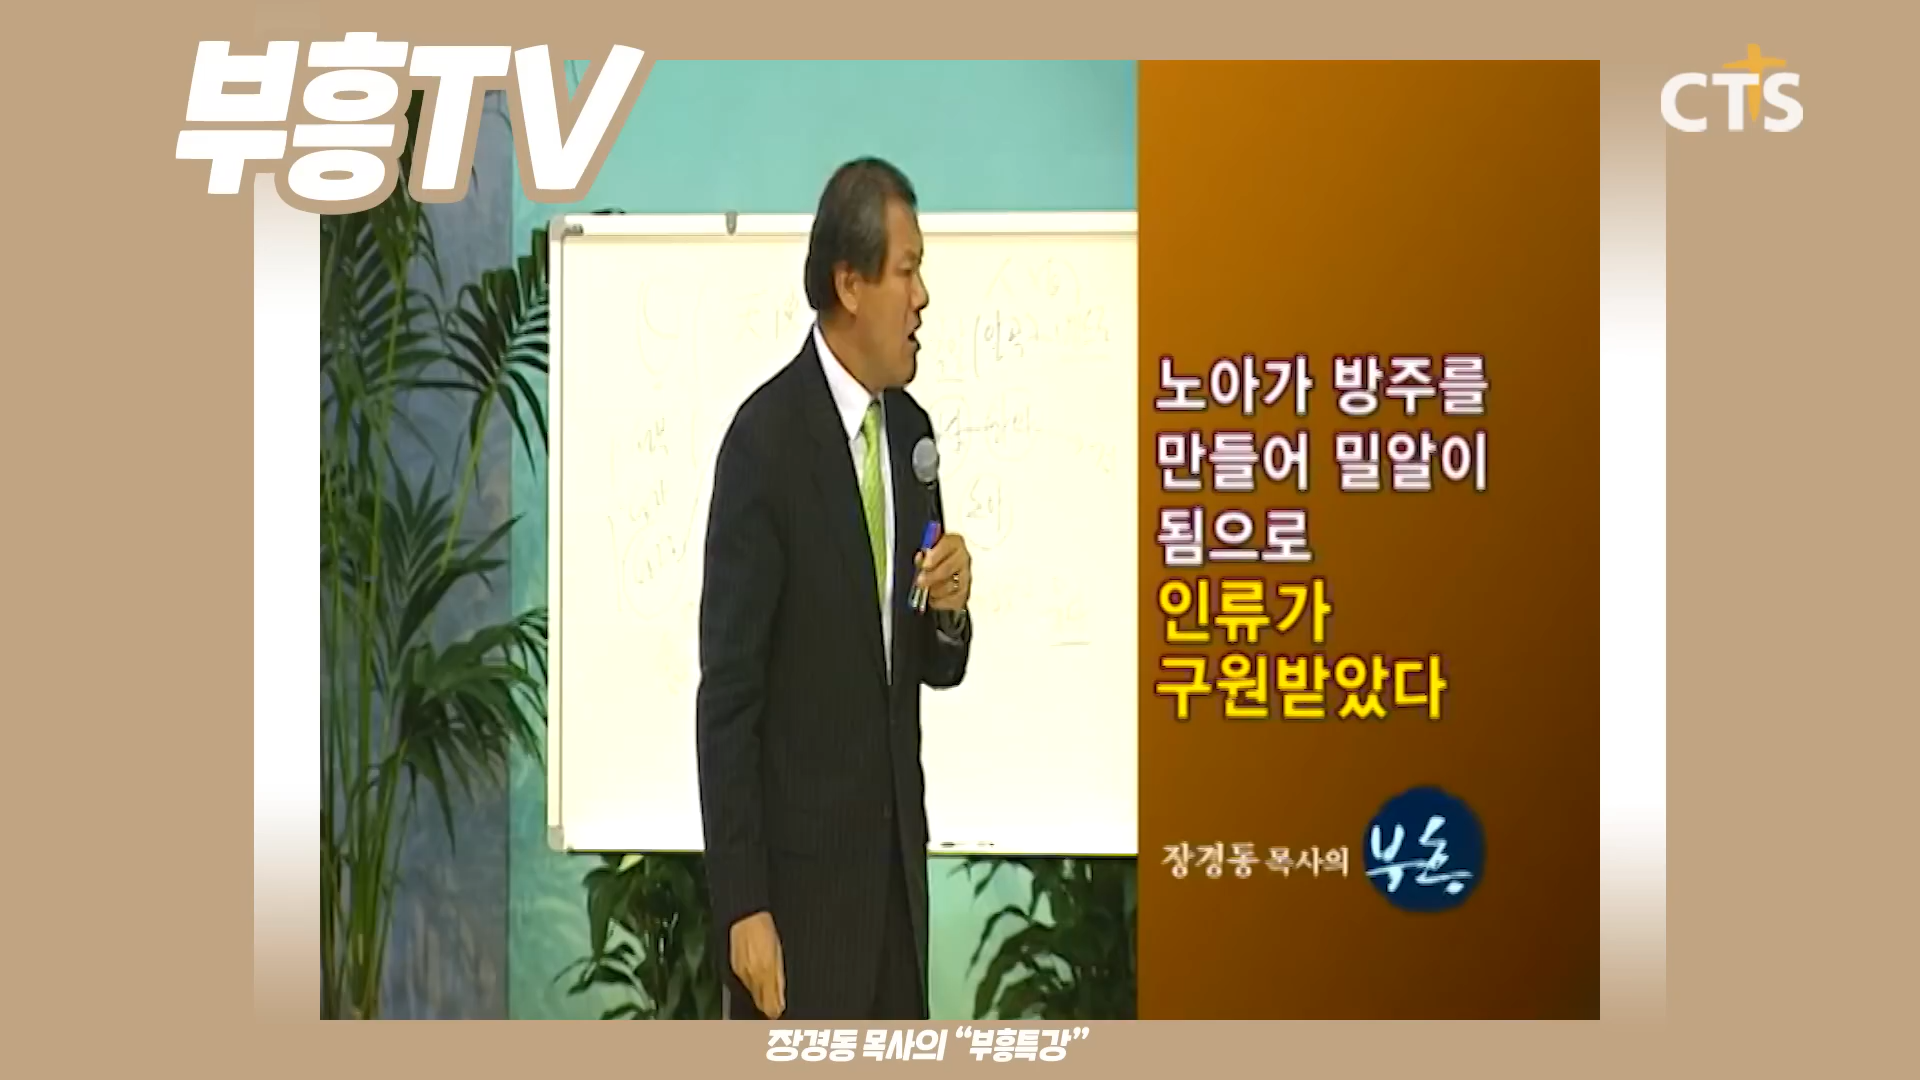 부흥TV
CTS
노아가 방주를
만들어 밀알이
됨으로
인류가
구원받았다
장경동 목사의 부흥
장경동 목사의 “부흥특강”